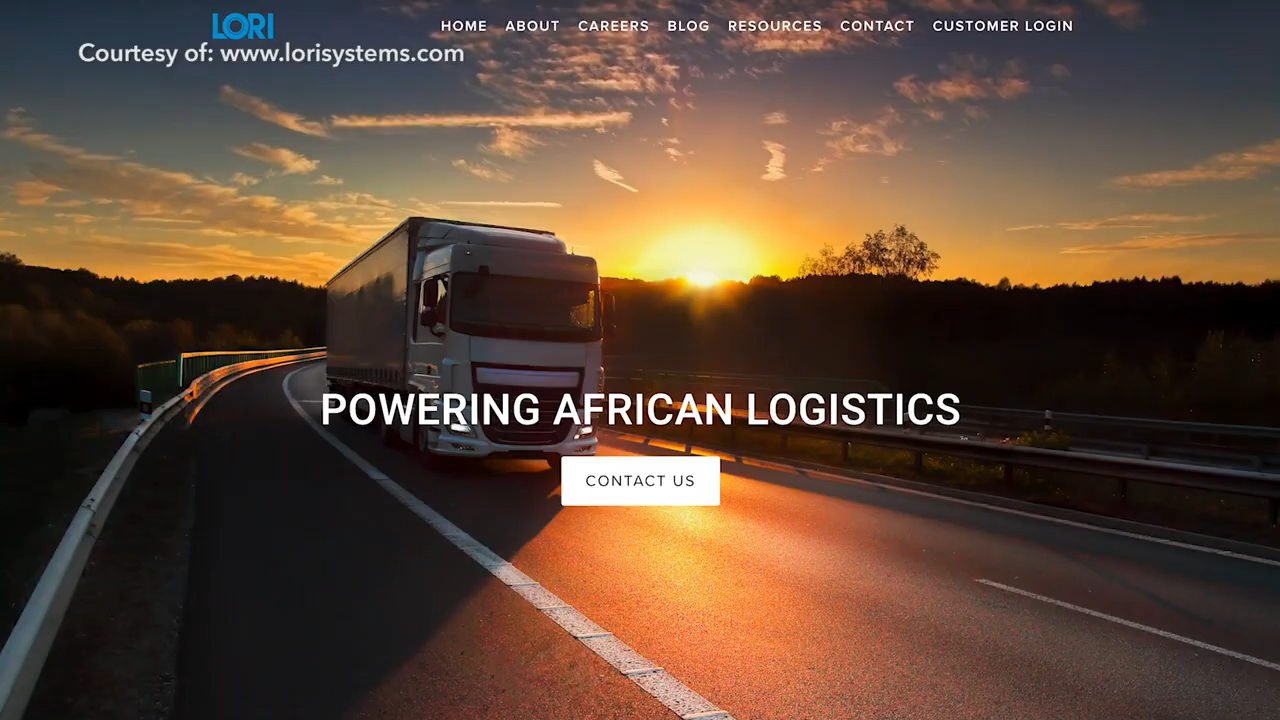 LORI
HOME ABOUT CAREERS BLOG RESOURCES CONTACT CUSTOMER LOGIN
Courtesy of: www.lorisystems.com
POWERING AFRICAN LOGISTICS
CONTACT US